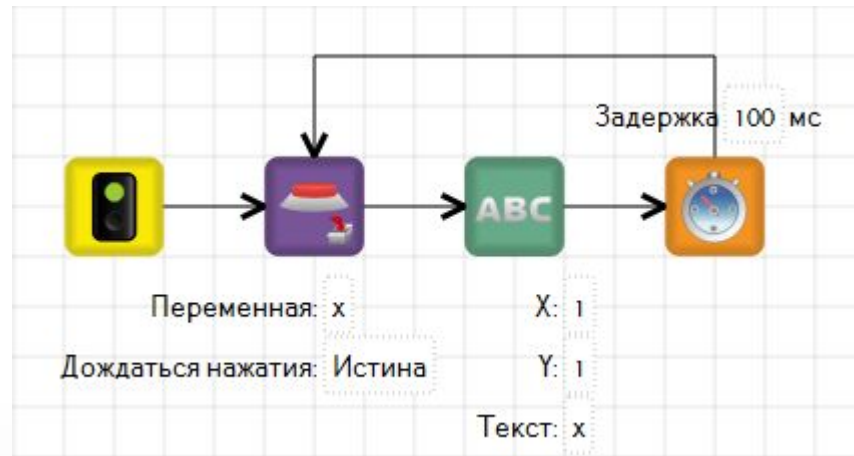 Задержка 100 мс
ABC
Переменная: x
Дождаться нажатия: Истина
X: 1
Y: 1
Текст: x